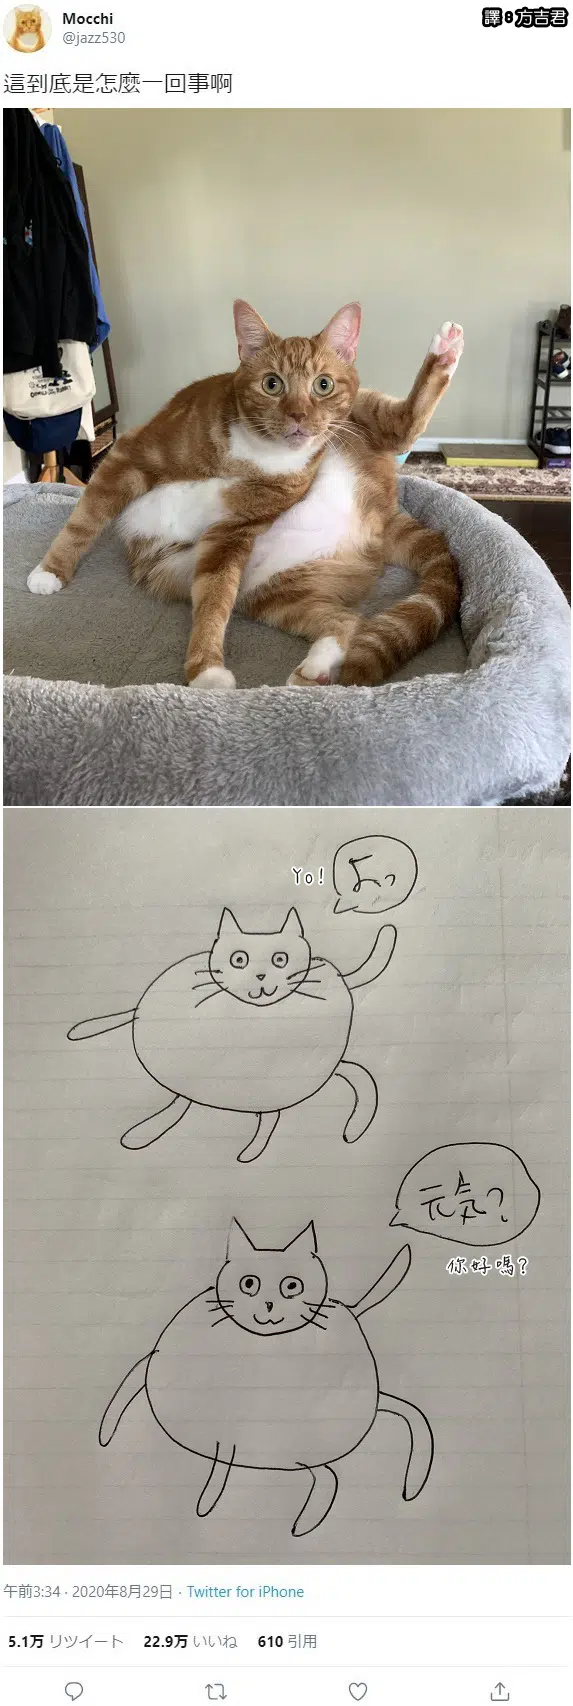 Mocchi
@jazz530
譯 方吉君
這到底是怎麼一回事啊
Yo!
よっ
元気?
你好嗎?
午前3:34 · 2020年8月29日 · Twitter for iPhone
5.1万 リツイート 22.9万 いいね 610 引用